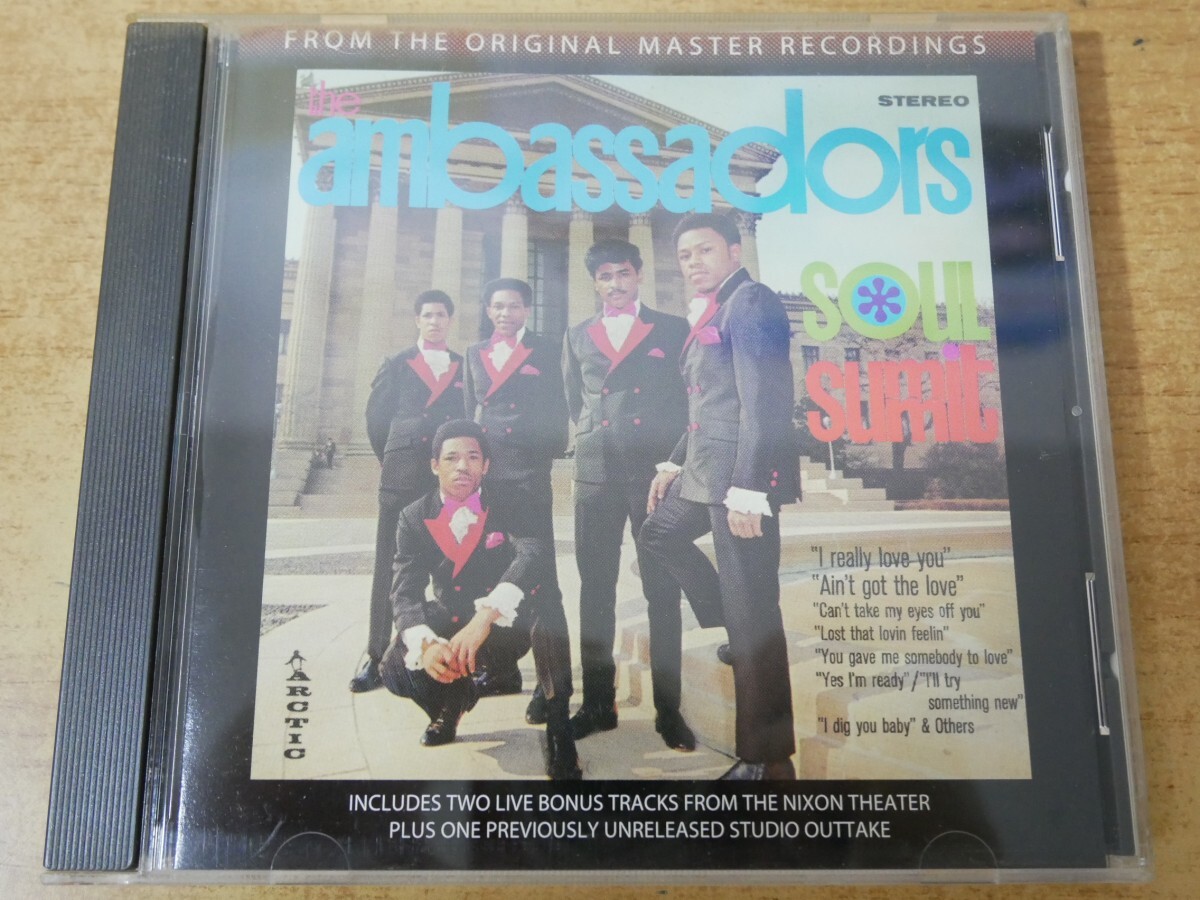 FROM THE ORIGINAL MASTER RECORDINGS
the
STEREO
ambassadors
SOUL
summit
"I really love you"
"Ain't got the love"
"Can't take my eyes off you"
"Lost that lovin feelin"
"You gave me somebody to love"
"Yes I'm ready"/"I'll try
something new"
"I dig you baby" & Others
ARCTIC
INCLUDES TWO LIVE BONUS TRACKS FROM THE NIXON THEATER
PLUS ONE PREVIOUSLY UNRELEASED STUDIO OUTTAKE